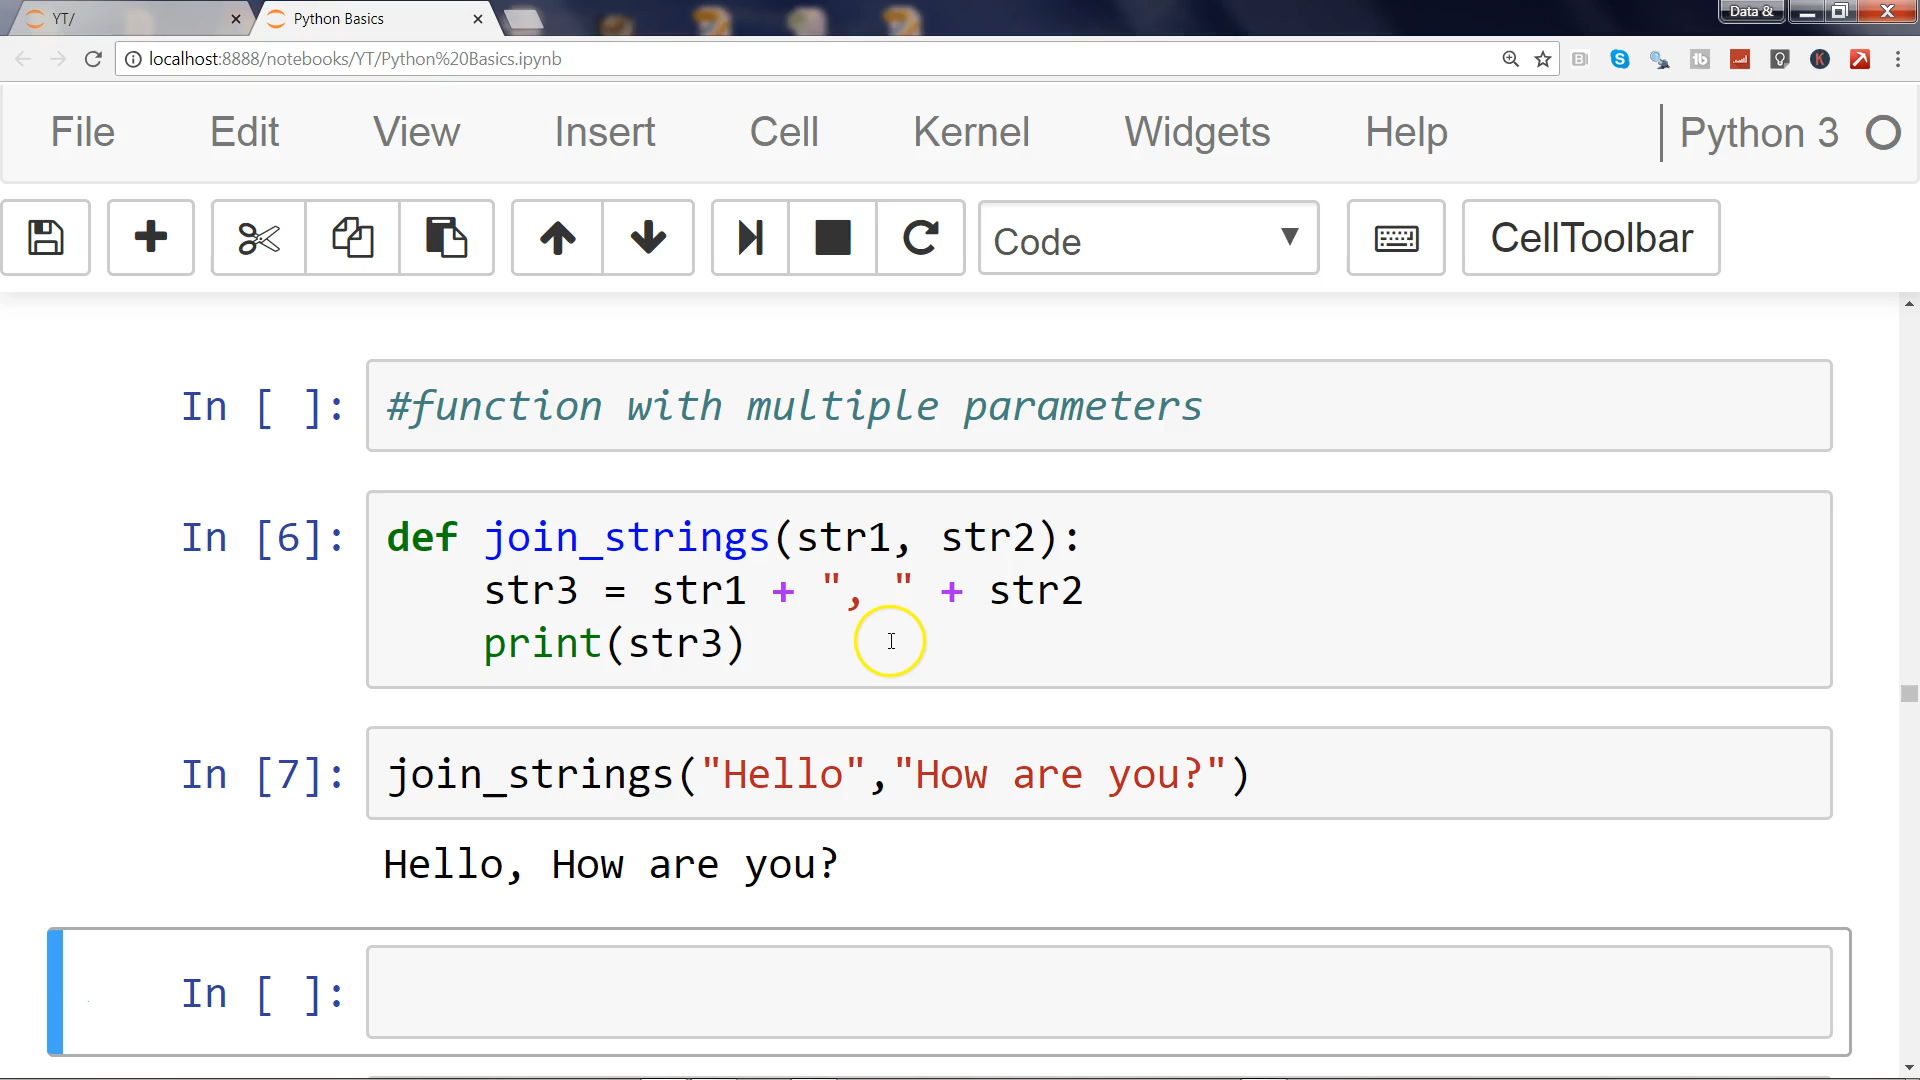 YT/
Python Basics
Data &
localhost:8888/notebooks/YT/Python%20Basics.ipynb
File Edit View Insert Cell Kernel Widgets Help Python 3
Code CellToolbar
In [ ]: #function with multiple parameters
In [6]: def join_strings(str1, str2):
str3 = str1 + ", " + str2
print(str3)
In [7]: join_strings("Hello","How are you?")
Hello, How are you?
In [ ]: